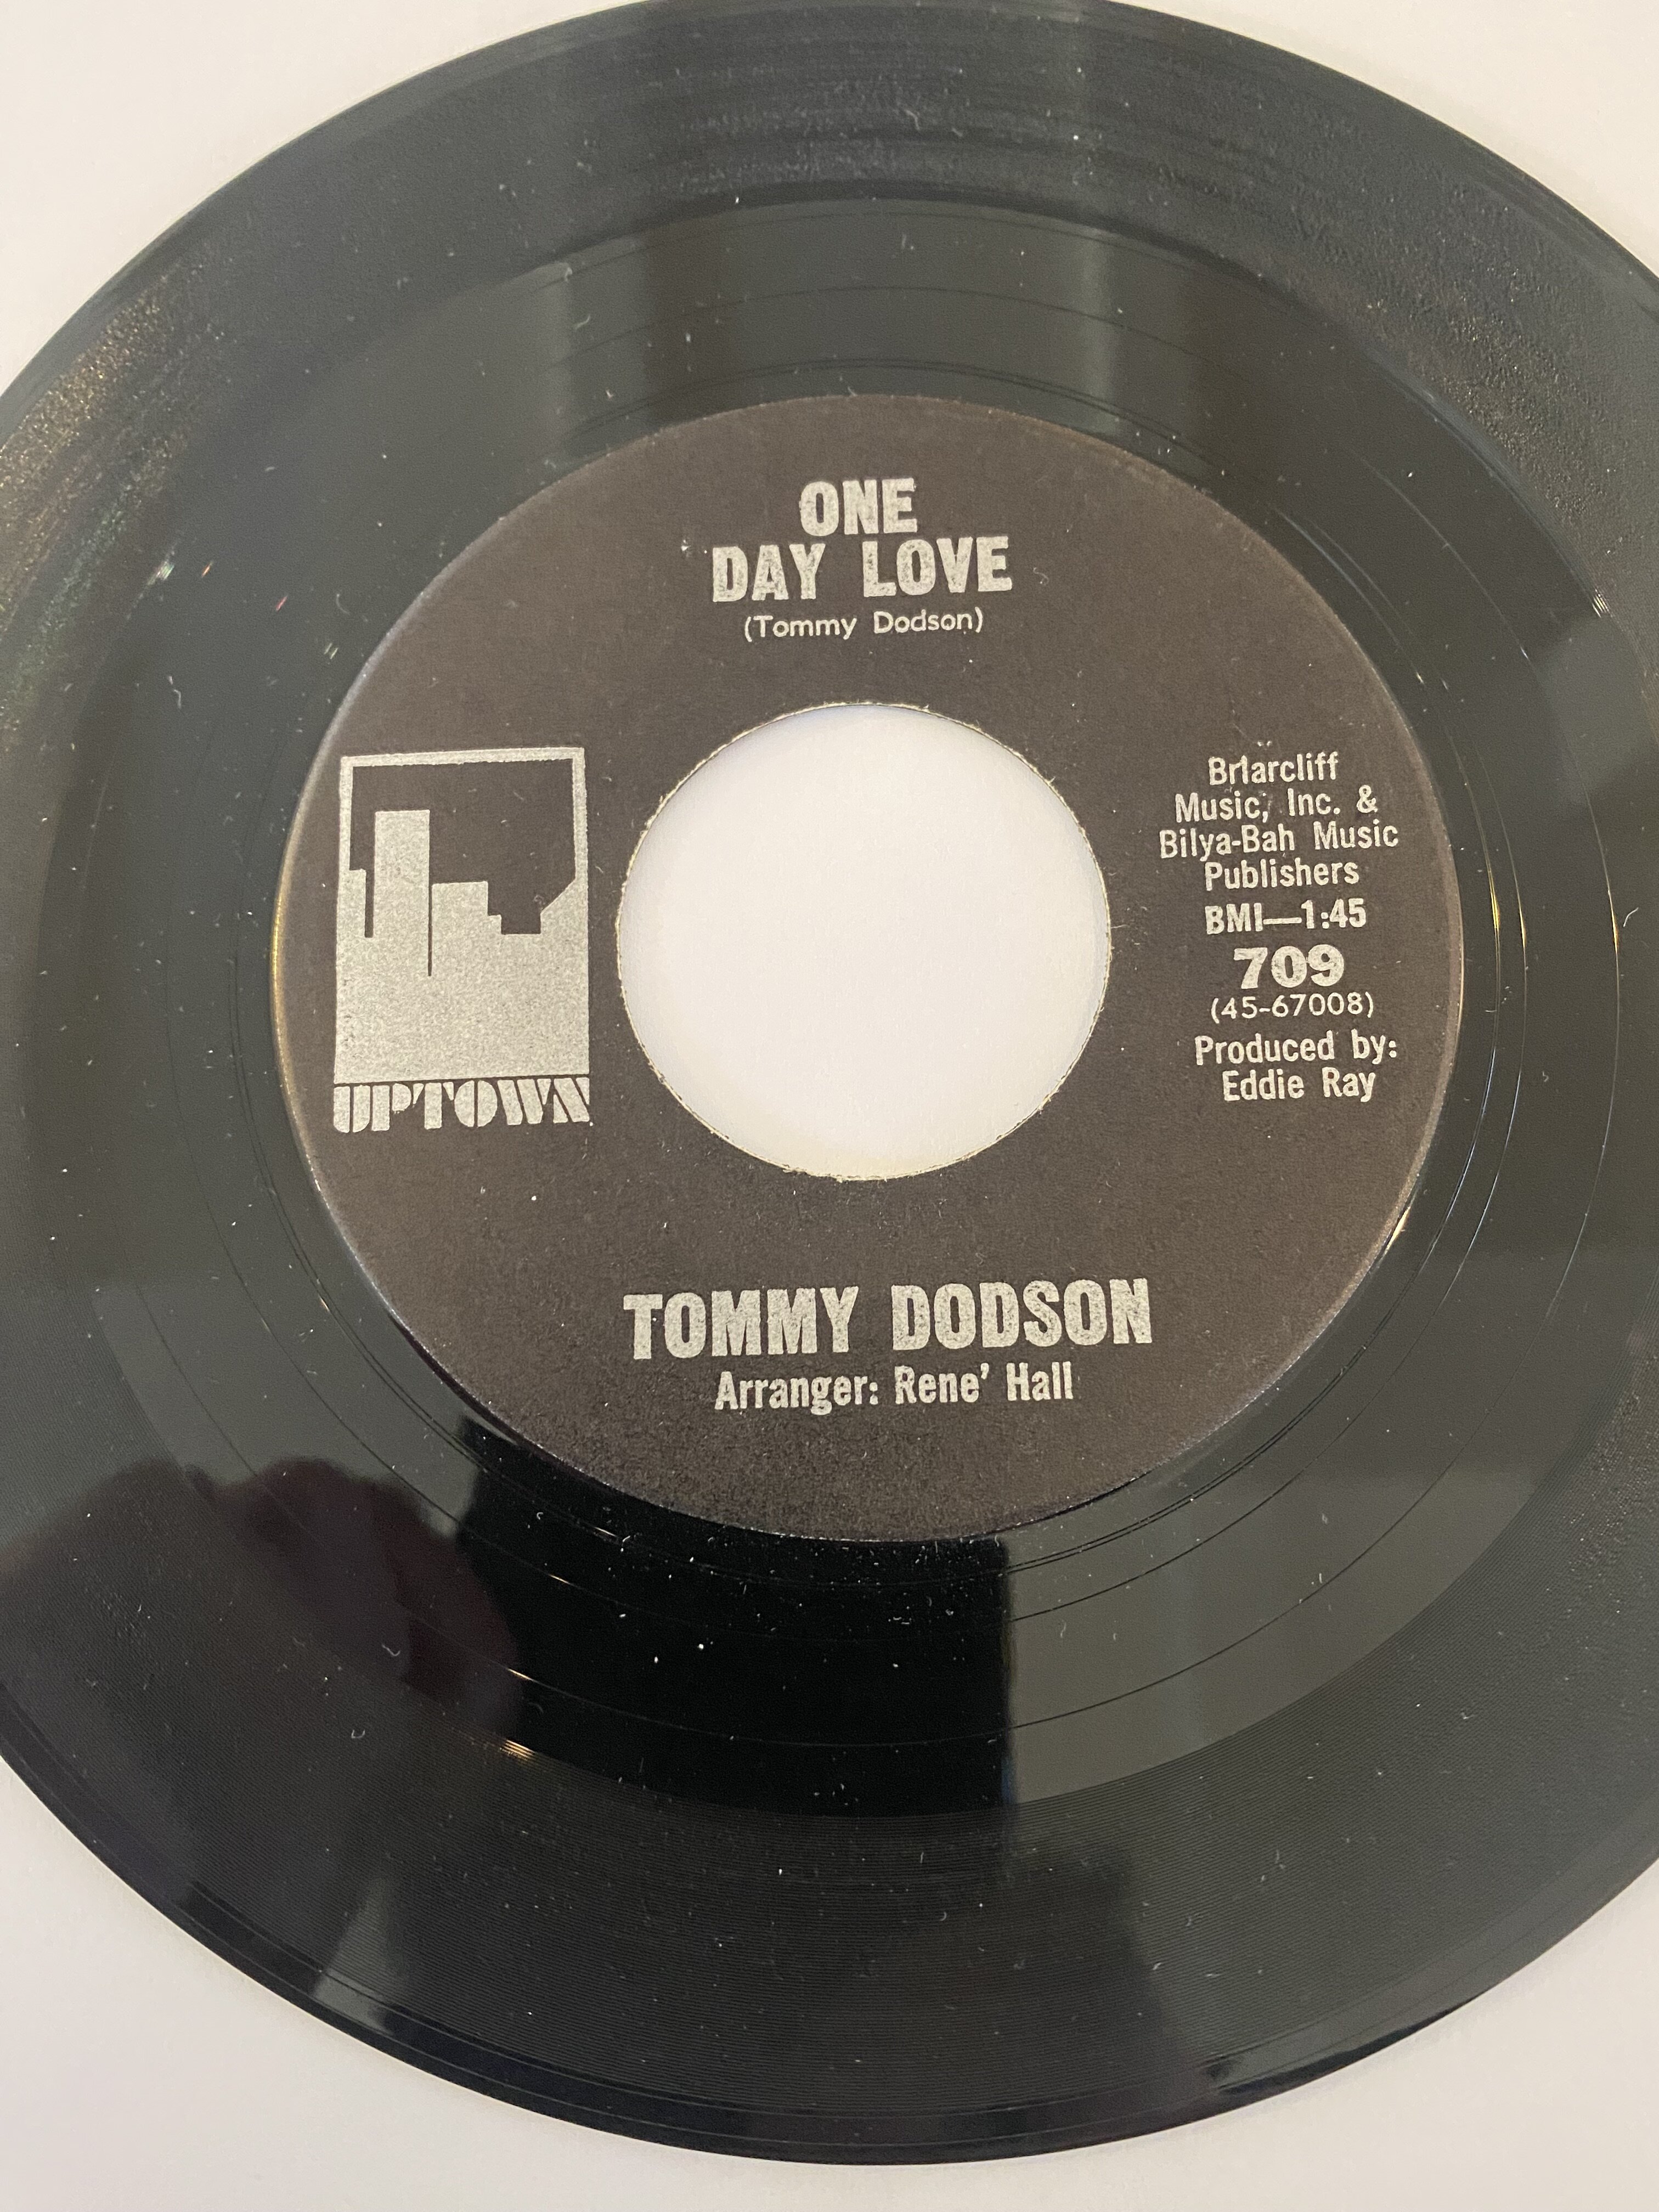 ONE
DAY LOVE
(Tommy Dodson)
UPTOWN
Briarcliff
Music, Inc. &
Bilya-Bah Music
Publishers
BMI—1:45
709
(45-67008)
Produced by:
Eddie Ray
TOMMY DODSON
Arranger: Rene' Hall